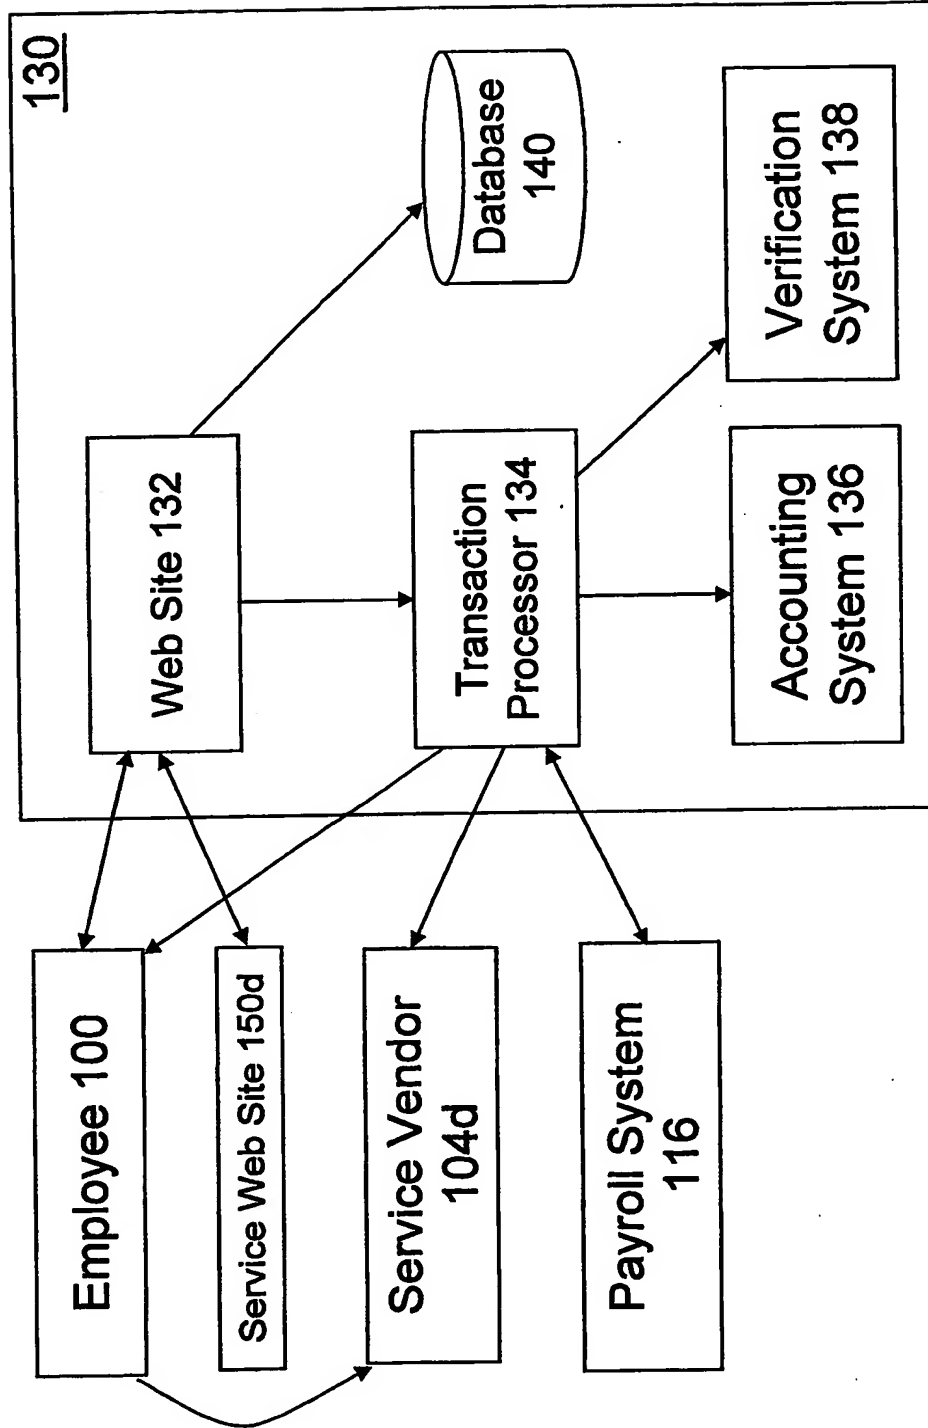 130
Employee 100
Service Web Site 150d
Service Vendor
104d
Payroll System
116
Web Site 132
Transaction
Processor 134
Database
140
Accounting
System 136
Verification
System 138